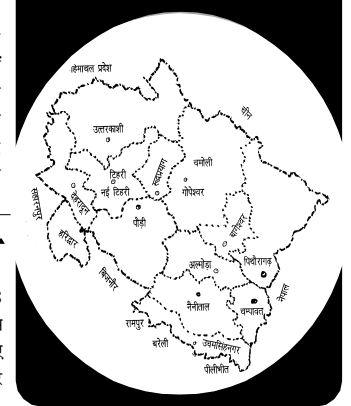 हिमाचल प्रदेश
चीन
उत्तरकाशी
टिहरी
रूद्रप्रयाग
चमोली
देहरादून
नई टिहरी
गोपेश्वर
सहारनपुर
पौड़ी
हरिद्वार
बागेश्वर
बिजनौर
अल्मोड़ा
पिथौरागढ़
नेपाल
नैनीताल
चम्पावत
रामपुर
बरेली
उधमसिंहनगर
पीलीभीत